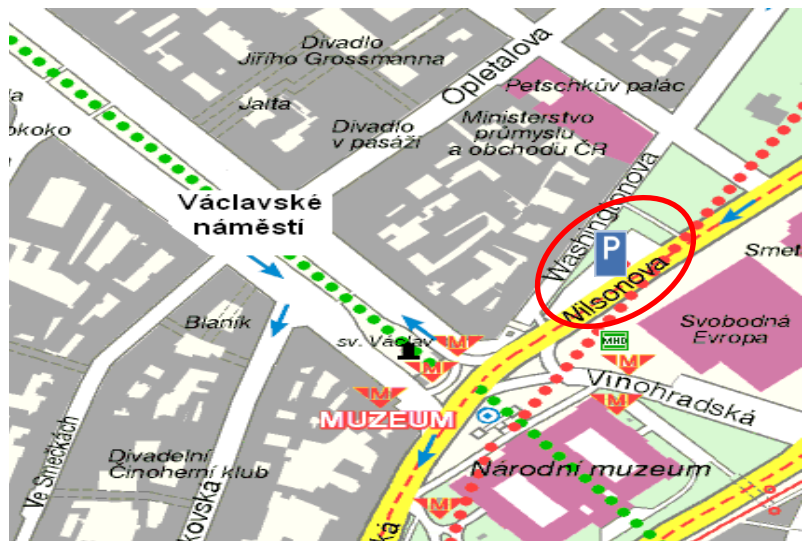 Divadlo
Jiřího Grossmanna
Opletalova
Petschkův palác
Jalta
Ministerstvo
průmyslu
a obchodu ČR
Divadlo
v pasáži
okoko
Washingtonova
Václavské
náměstí
P
Wilsonova
Smet
Blaník
sv. Václav
M
M
MHD
M
Svobodná
Evropa
M
M
Vinohradská
MUZEUM
Ve Smečkách
Divadelní
Činoherní klub
Národní muzeum
kovská
ká
M